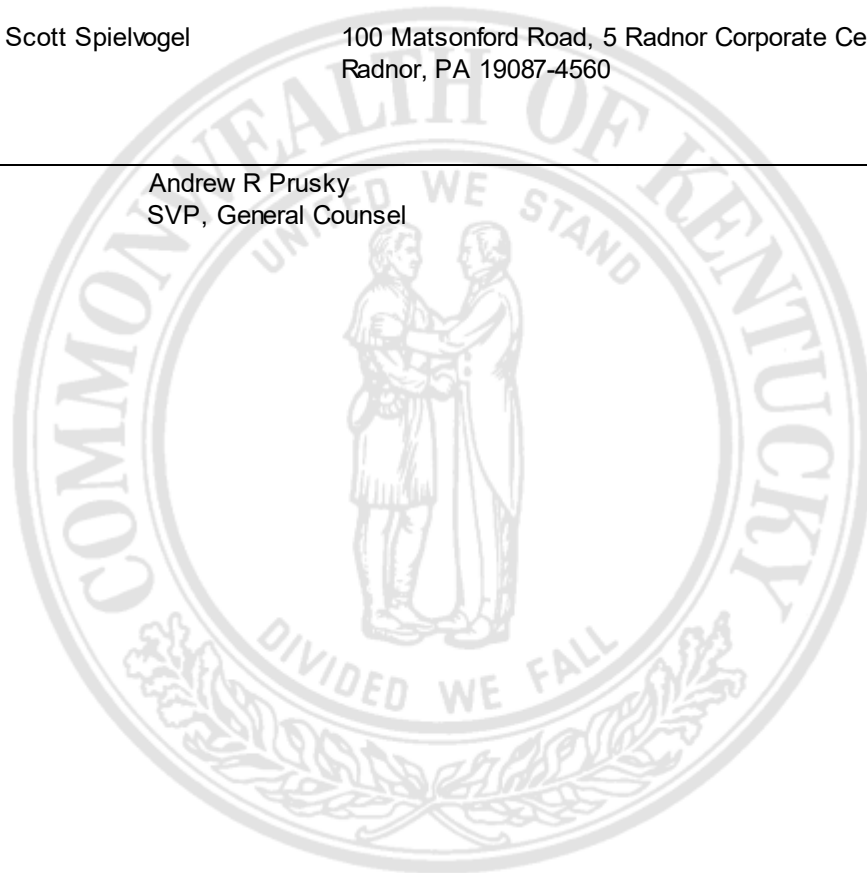 Scott Spielvogel 100 Matsonford Road, 5 Radnor Corporate Ce
Radnor, PA 19087-4560
Andrew R Prusky
SVP, General Counsel
COMMONWEALTH OF KENTUCKY
UNITED WE STAND
DIVIDED WE FALL